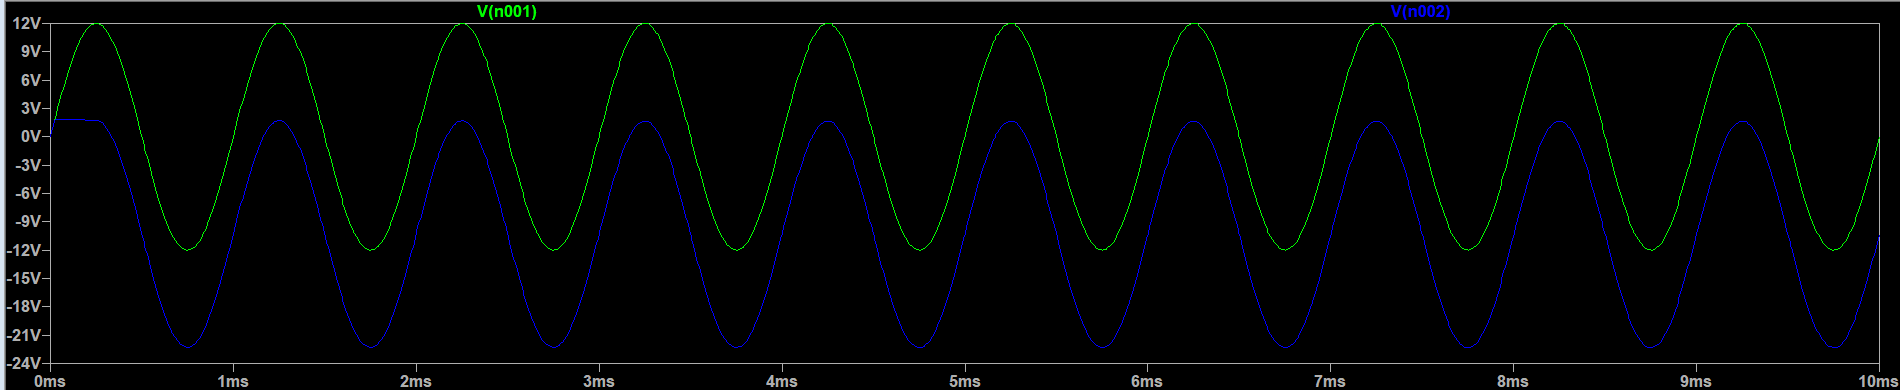 V(n001) V(n002)
12V
9V
6V
3V
0V
-3V
-6V
-9V
-12V
-15V
-18V
-21V
-24V
0ms 1ms 2ms 3ms 4ms 5ms 6ms 7ms 8ms 9ms 10ms